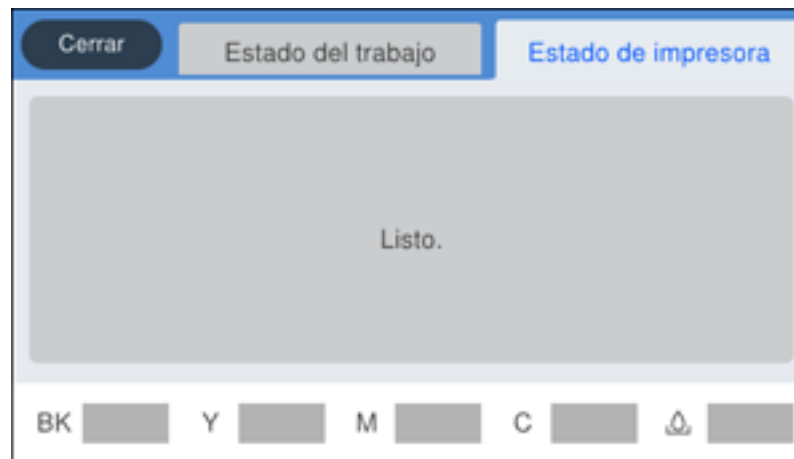 Cerrar
Estado del trabajo
Estado de impresora
Listo.
BK Y M C